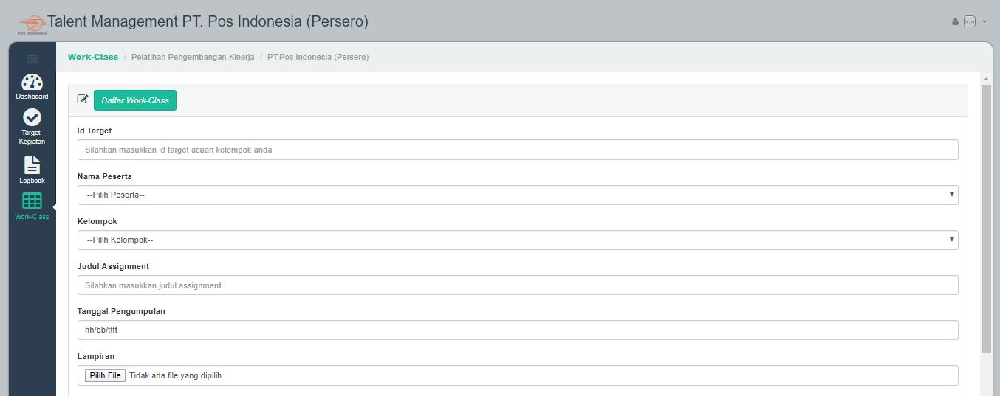 POS INDONESIA
Talent Management PT. Pos Indonesia (Persero)
Work-Class / Pelatihan Pengembangan Kinerja / PT.Pos Indonesia (Persero)
Dashboard
Target-
Kegiatan
Logbook
Work-Class
Daftar Work-Class
Id Target
Silahkan masukkan id target acuan kelompok anda
Nama Peserta
--Pilih Peserta--
Kelompok
--Pilih Kelompok--
Judul Assignment
Silahkan masukkan judul assignment
Tanggal Pengumpulan
hh/bb/tttt
Lampiran
Pilih File Tidak ada file yang dipilih